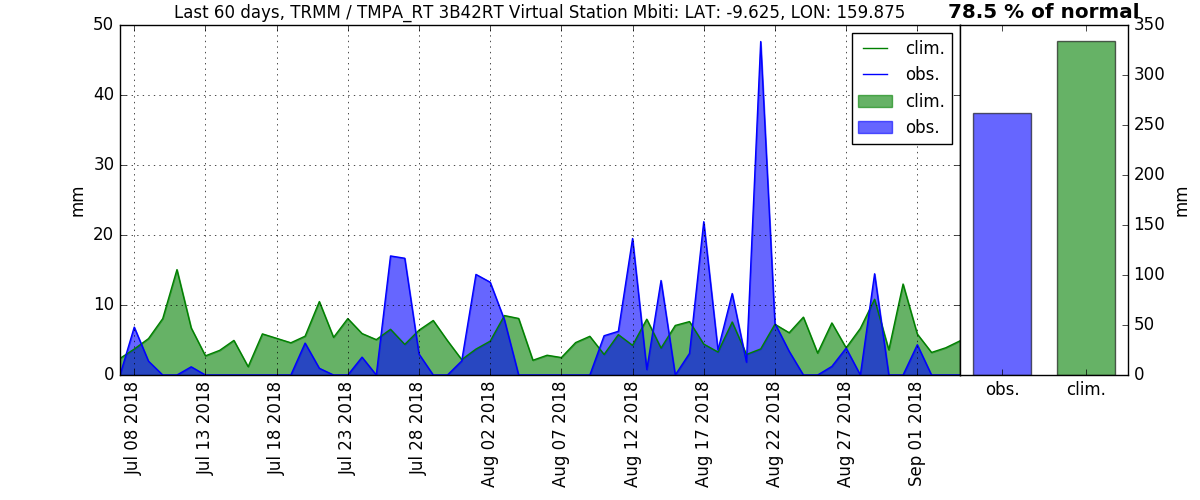 Last 60 days, TRMM / TMPA_RT 3B42RT Virtual Station Mbiti: LAT: -9.625, LON: 159.875
78.5 % of normal
50
40
30
20
10
0
mm
clim.
obs.
clim.
obs.
350
300
250
200
150
100
50
0
mm
obs.
clim.
Jul 08 2018
Jul 13 2018
Jul 18 2018
Jul 23 2018
Jul 28 2018
Aug 02 2018
Aug 07 2018
Aug 12 2018
Aug 17 2018
Aug 22 2018
Aug 27 2018
Sep 01 2018